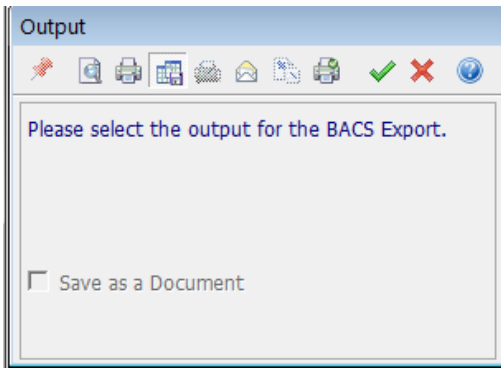 Output
Please select the output for the BACS Export.
Save as a Document